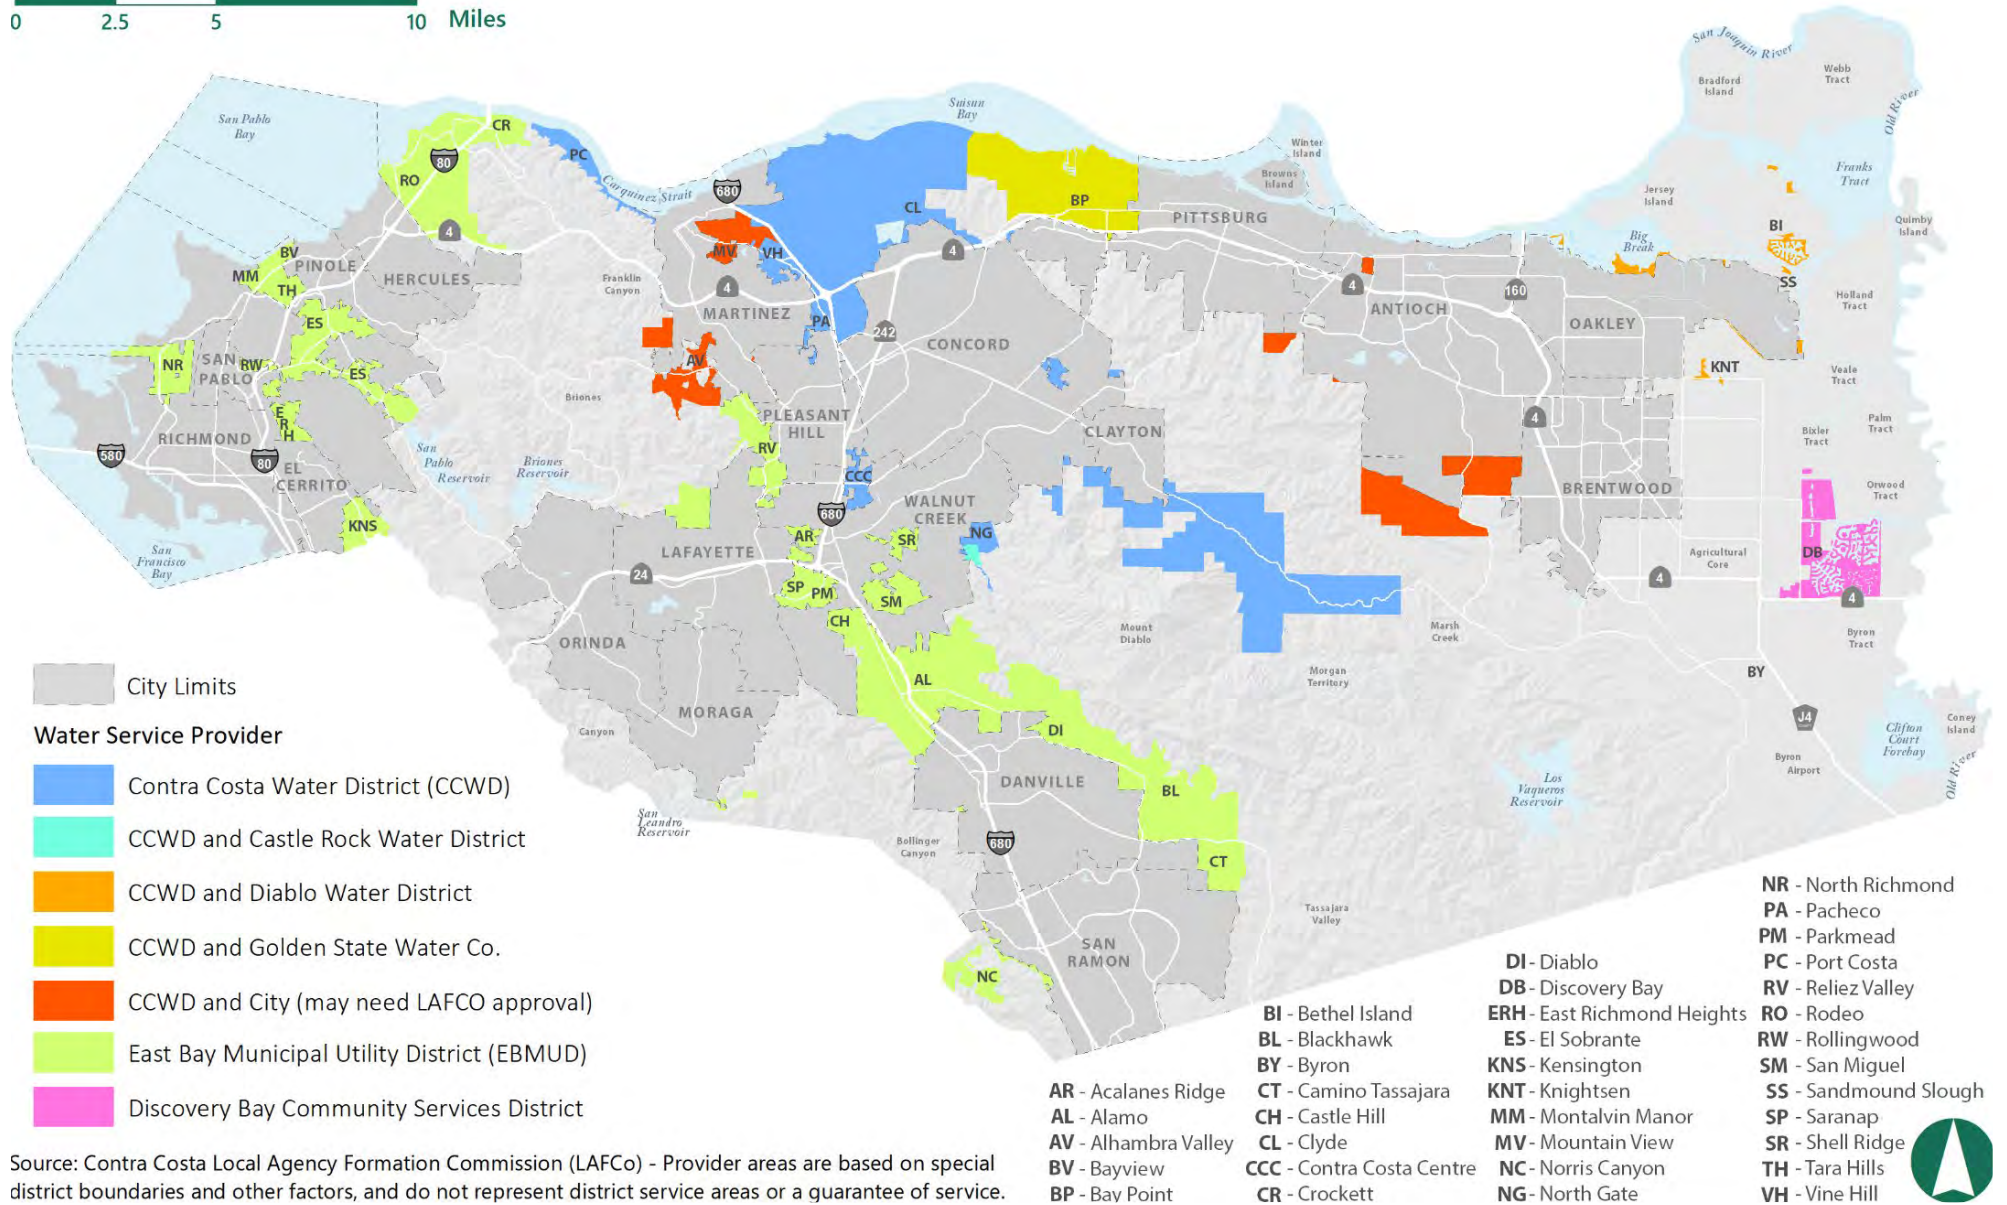 0 2.5 5 10 Miles
San Joaquin River
Bradford
Island
Webb
Tract
Old River
San Pablo
Bay
Suisun
Bay
CR
80
PC
RO
Carquinez Strait
680
Winter
Island
Browns
Island
Franks
Tract
Jersey
Island
Quimby
Island
CL
BP
PITTSBURG
BI
Big
Break
4
MV
VH
4
BV
PINOLE
MM
TH
HERCULES
Franklin
Canyon
4
MARTINEZ
PA
4
ANTIOCH
160
OAKLEY
SS
Holland
Tract
ES
242
CONCORD
NR
SAN
PABLO
RW
ES
AV
KNT
Veale
Tract
Briones
E
R
H
PLEASANT
HILL
CLAYTON
4
Palm
Tract
Bixler
Tract
RICHMOND
580
80
EL
CERRITO
San
Pablo
Reservoir
Briones
Reservoir
RV
CCC
BRENTWOOD
Orwood
Tract
WALNUT
CREEK
680
KNS
NG
AR
SR
San
Francisco
Bay
LAFAYETTE
24
Agricultural
Core
DB
4
4
SP
PM
SM
CH
Mount
Diablo
Marsh
Creek
Byron
Tract
ORINDA
AL
Morgan
Territory
BY
MORAGA
Canyon
DI
J4
Clifton
Court
Forebay
Coney
Island
Old River
Byron
Airport
DANVILLE
BL
Los
Vaqueros
Reservoir
San
Leandro
Reservoir
Bollinger
Canyon
680
CT
Tassajara
Valley
SAN
RAMON
NC
City Limits
Water Service Provider
Contra Costa Water District (CCWD)
CCWD and Castle Rock Water District
CCWD and Diablo Water District
CCWD and Golden State Water Co.
CCWD and City (may need LAFCO approval)
East Bay Municipal Utility District (EBMUD)
Discovery Bay Community Services District
Source: Contra Costa Local Agency Formation Commission (LAFCo) - Provider areas are based on special
district boundaries and other factors, and do not represent district service areas or a guarantee of service.
AR - Acalanes Ridge
AL - Alamo
AV - Alhambra Valley
BV - Bayview
BP - Bay Point
BI - Bethel Island
BL - Blackhawk
BY - Byron
CT - Camino Tassajara
CH - Castle Hill
CL - Clyde
CCC - Contra Costa Centre
CR - Crockett
DI - Diablo
DB - Discovery Bay
ERH - East Richmond Heights
ES - El Sobrante
KNS - Kensington
KNT - Knightsen
MM - Montalvin Manor
MV - Mountain View
NC - Norris Canyon
NG - North Gate
NR - North Richmond
PA - Pacheco
PM - Parkmead
PC - Port Costa
RV - Reliez Valley
RO - Rodeo
RW - Rollingwood
SM - San Miguel
SS - Sandmound Slough
SP - Saranap
SR - Shell Ridge
TH - Tara Hills
VH - Vine Hill